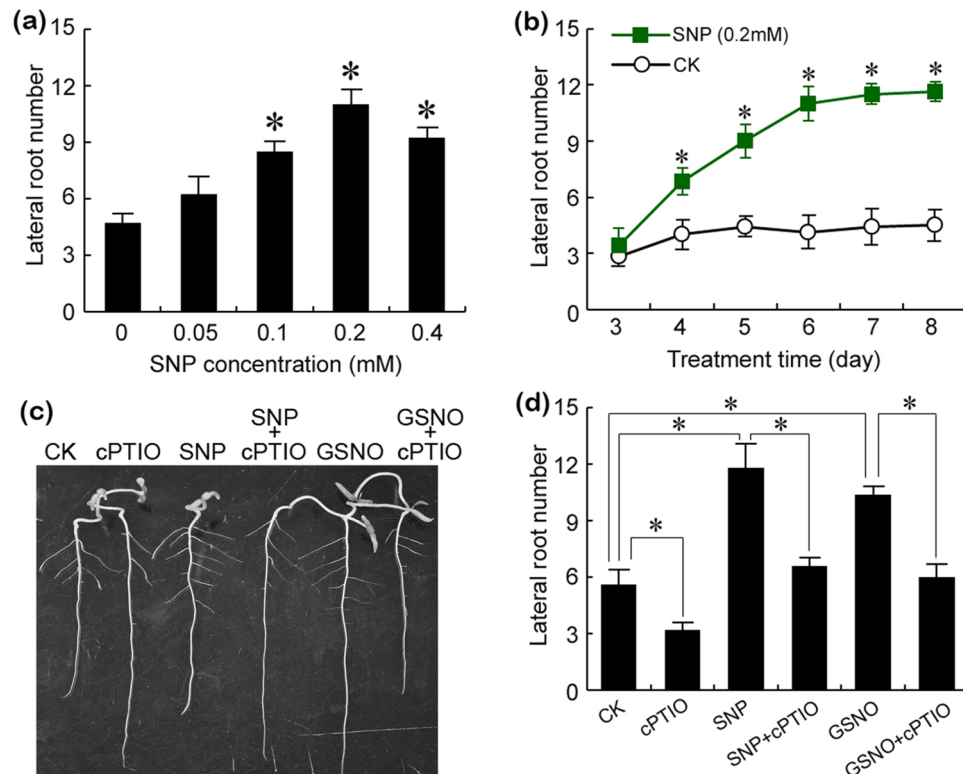 (a)
Lateral root number
15
12
9
6
3
0
*
*
*
0 0.05 0.1 0.2 0.4
SNP concentration (mM)
(b)
Lateral root number
15
12
9
6
3
0
SNP (0.2mM)
CK
* * * * *
3 4 5 6 7 8
Treatment time (day)
(c)
CK cPTIO SNP SNP + cPTIO GSNO GSNO + cPTIO
(d)
Lateral root number
15
12
9
6
3
0
*
* * *
*
CK cPTIO SNP SNP+cPTIO GSNO GSNO+cPTIO